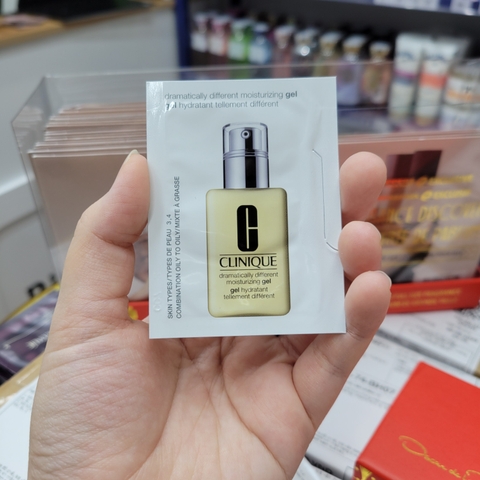 dramatically different moisturizing gel
gel hydratant tellement différent
SKIN TYPES/TYPES DE PEAU 3,4
COMBINATION OILY TO OILY/MIXTE À GRASSE
C
CLINIQUE
dramatically different
moisturizing gel
gel hydratant
tellement différent